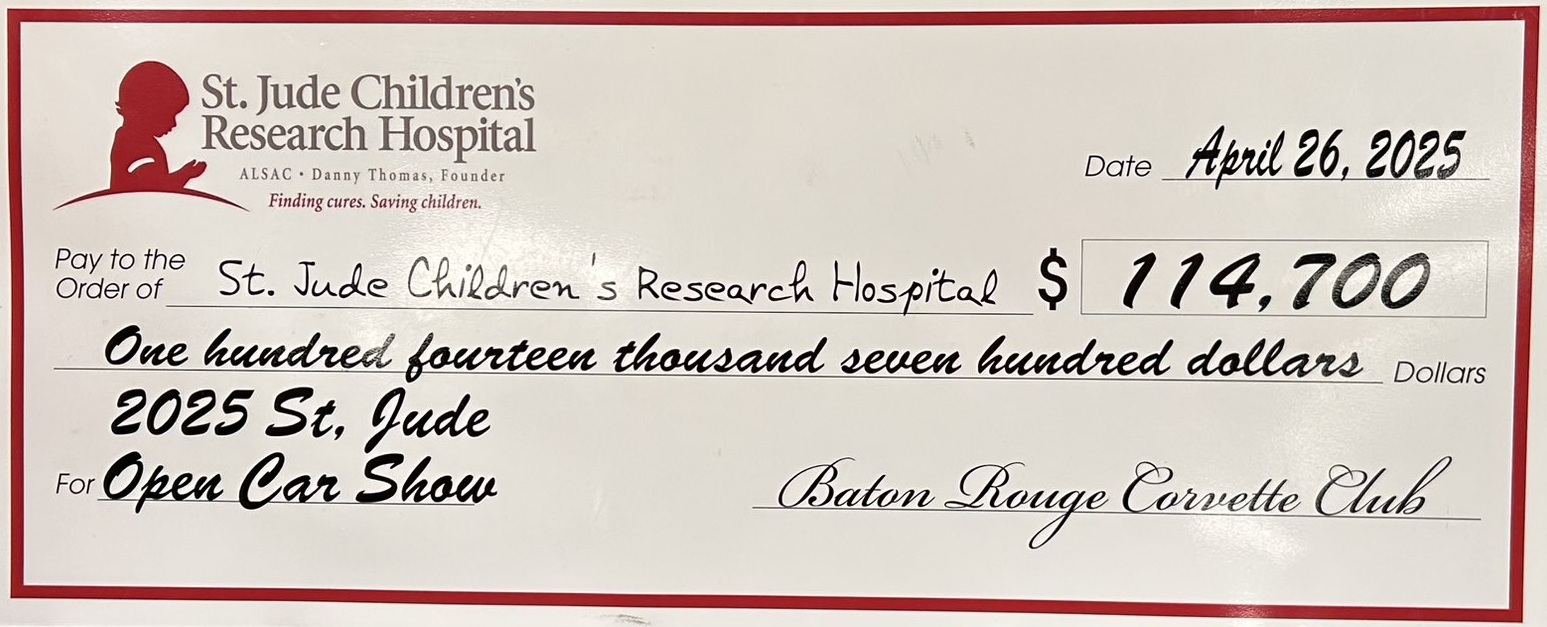 St. Jude Children's
Research Hospital
ALSAC • Danny Thomas, Founder
Finding cures. Saving children.
Date April 26, 2025
Pay to the
Order of St. Jude Children's Research Hospital $ 114,700
One hundred fourteen thousand seven hundred dollars Dollars
2025 St, Jude
For Open Car Show
Baton Rouge Corvette Club